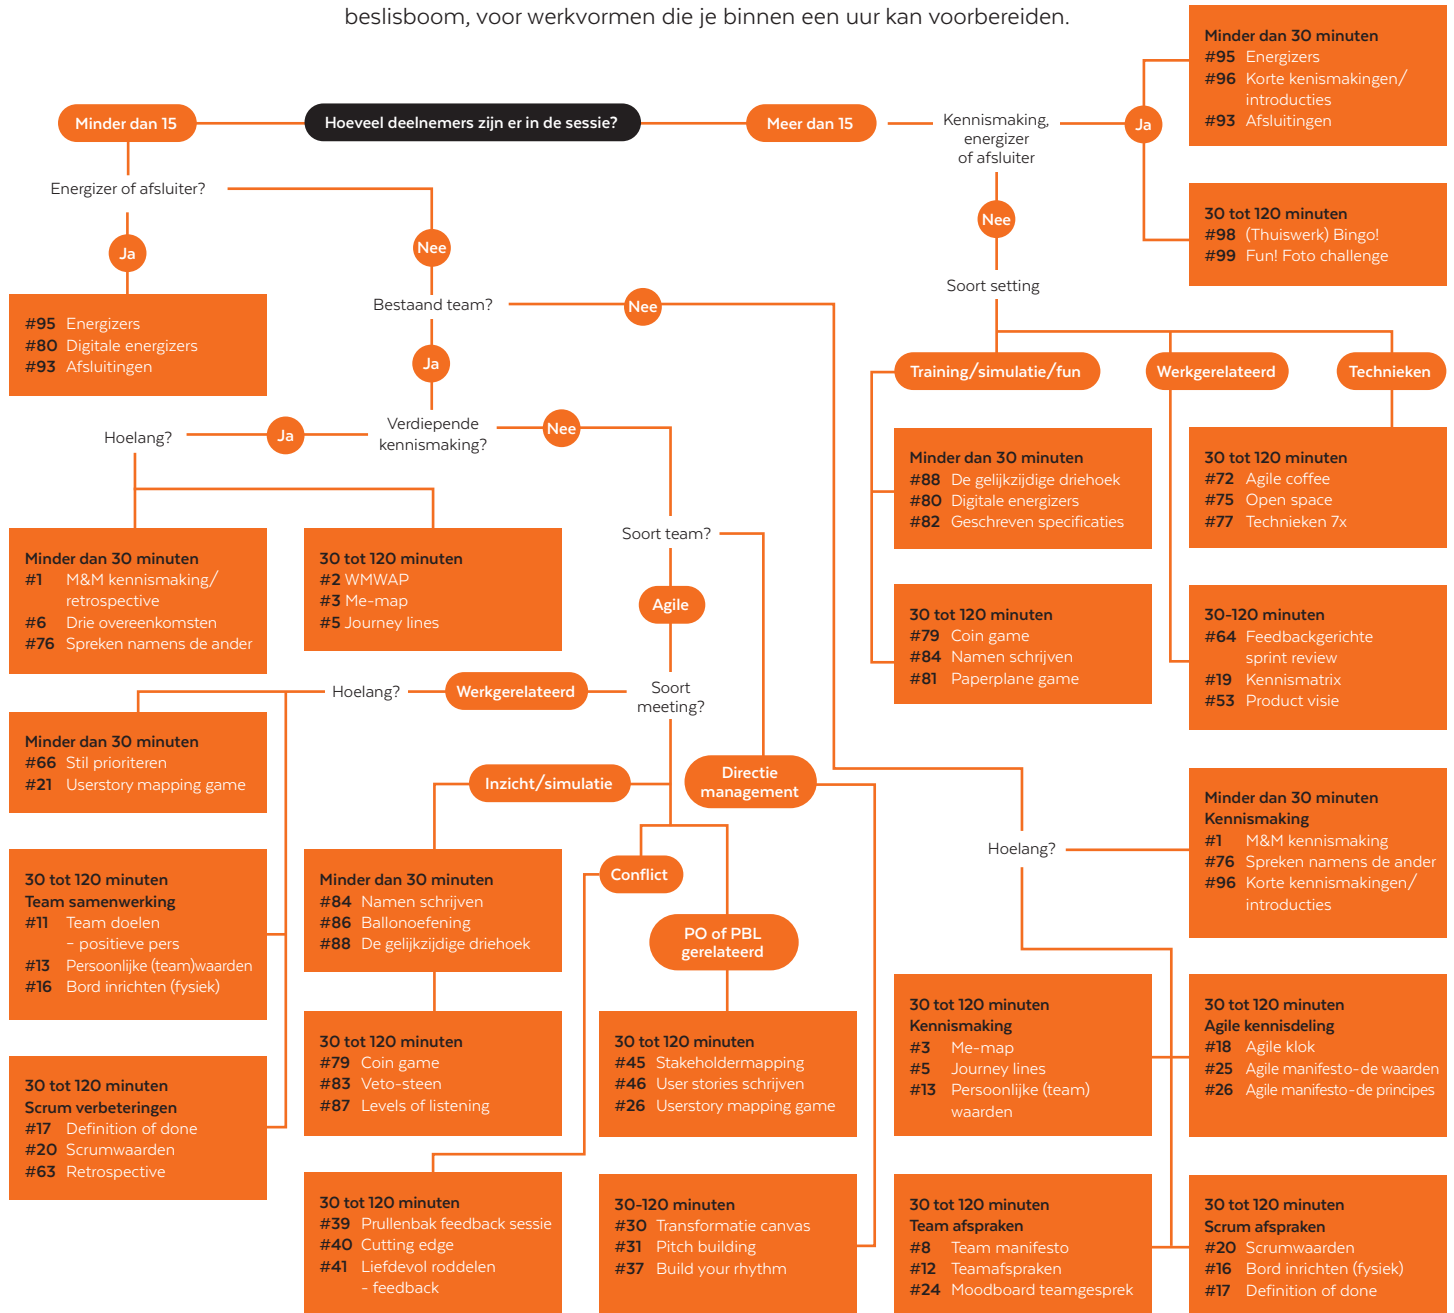 beslisboom, voor werkvormen die je binnen een uur kan voorbereiden.
Hoeveel deelnemers zijn er in de sessie?
Minder dan 15
Meer dan 15
Kennismaking,
energizer
of afsluiter
Ja
Minder dan 30 minuten
#95 Energizers
#96 Korte kenismakingen/
introducties
#93 Afsluitingen
30 tot 120 minuten
#98 (Thuiswerk) Bingo!
#99 Fun! Foto challenge
Nee
Soort setting
Training/simulatie/fun
Werkgerelateerd
Technieken
Minder dan 30 minuten
#88 De gelijkzijdige driehoek
#80 Digitale energizers
#82 Geschreven specificaties
30 tot 120 minuten
#79 Coin game
#84 Namen schrijven
#81 Paperplane game
30 tot 120 minuten
#72 Agile coffee
#75 Open space
#77 Technieken 7x
30-120 minuten
#64 Feedbackgerichte
sprint review
#19 Kennismatrix
#53 Product visie
Energizer of afsluiter?
Ja
#95 Energizers
#80 Digitale energizers
#93 Afsluitingen
Nee
Bestaand team?
Nee
Ja
Verdiepende
kennismaking?
Ja
Hoelang?
Minder dan 30 minuten
#1 M&M kennismaking/
retrospective
#6 Drie overeenkomsten
#76 Spreken namens de ander
30 tot 120 minuten
#2 WMWAP
#3 Me-map
#5 Journey lines
Nee
Soort team?
Agile
Soort
meeting?
Werkgerelateerd
Hoelang?
Minder dan 30 minuten
#66 Stil prioriteren
#21 Userstory mapping game
30 tot 120 minuten
Team samenwerking
#11 Team doelen
– positieve pers
#13 Persoonlijke (team)waarden
#16 Bord inrichten (fysiek)
30 tot 120 minuten
Scrum verbeteringen
#17 Definition of done
#20 Scrumwaarden
#63 Retrospective
Inzicht/simulatie
Minder dan 30 minuten
#84 Namen schrijven
#86 Ballonoefening
#88 De gelijkzijdige driehoek
30 tot 120 minuten
#79 Coin game
#83 Veto-steen
#87 Levels of listening
Conflict
30 tot 120 minuten
#39 Prullenbak feedback sessie
#40 Cutting edge
#41 Liefdevol roddelen
- feedback
PO of PBL
gerelateerd
30 tot 120 minuten
#45 Stakeholdermapping
#46 User stories schrijven
#26 Userstory mapping game
Directie
management
30-120 minuten
#30 Transformatie canvas
#31 Pitch building
#37 Build your rhythm
Hoelang?
Minder dan 30 minuten
Kennismaking
#1 M&M kennismaking
#76 Spreken namens de ander
#96 Korte kennismakingen/
introducties
30 tot 120 minuten
Kennismaking
#3 Me-map
#5 Journey lines
#13 Persoonlijke (team)
waarden
30 tot 120 minuten
Agile kennisdeling
#18 Agile klok
#25 Agile manifesto-de waarden
#26 Agile manifesto-de principes
30 tot 120 minuten
Team afspraken
#8 Team manifesto
#12 Teamafspraken
#24 Moodboard teamgesprek
30 tot 120 minuten
Scrum afspraken
#20 Scrumwaarden
#16 Bord inrichten (fysiek)
#17 Definition of done